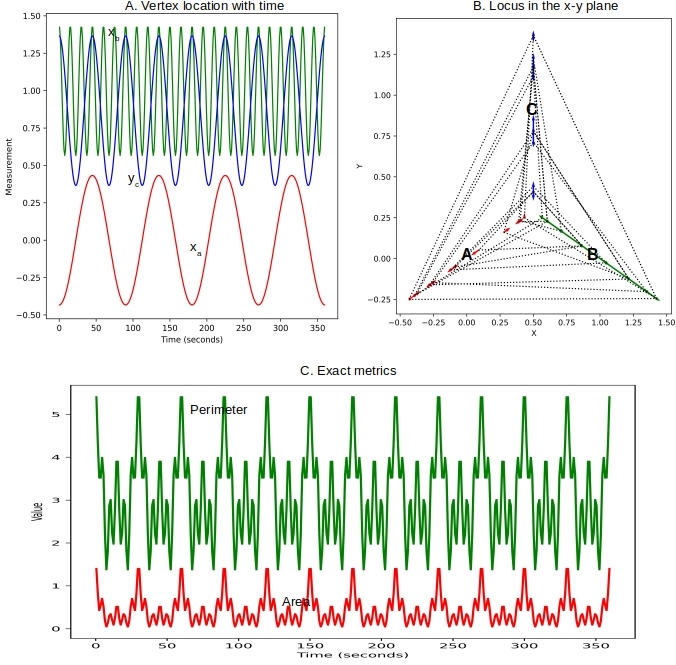 A. Vertex location with time
B. Locus in the x-y plane
1.50
1.25
1.00
0.75
0.50
0.25
0.00
−0.25
−0.50
Measurement
x_b
y_c
x_a
0 50 100 150 200 250 300 350
Time (seconds)
1.25
1.00
0.75
0.50
0.25
0.00
−0.25
Y
C
A
B
−0.50 −0.25 0.00 0.25 0.50 0.75 1.00 1.25 1.50
X
C. Exact metrics
5
4
3
2
1
0
Value
Perimeter
Area
0 50 100 150 200 250 300 350
Time (seconds)